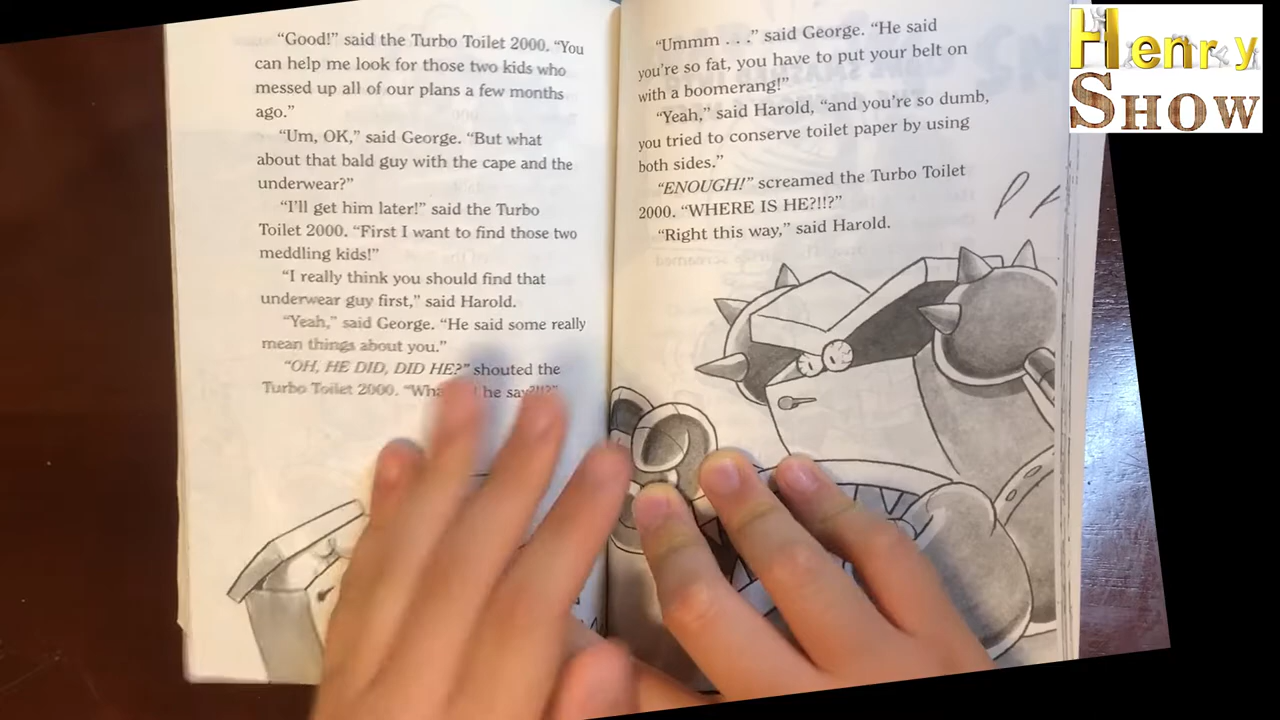 “Good!” said the Turbo Toilet 2000. “You
can help me look for those two kids who
messed up all of our plans a few months
ago.”
“Um, OK,” said George. “But what
about that bald guy with the cape and the
underwear?”
“I’ll get him later!” said the Turbo
Toilet 2000. “First I want to find those two
meddling kids!”
“I really think you should find that
underwear guy first,” said Harold.
“Yeah,” said George. “He said some really
mean things about you.”
“OH, HE DID, DID HE?” shouted the
Turbo Toilet 2000. he say?!!?”
“Ummm . . .” said George. “He said
you’re so fat, you have to put your belt on
with a boomerang!”
“Yeah,” said Harold, “and you’re so dumb,
you tried to conserve toilet paper by using
both sides.”
“ENOUGH!” screamed the Turbo Toilet
2000. “WHERE IS HE?!!?”
“Right this way,” said Harold.
Henry
SHOW